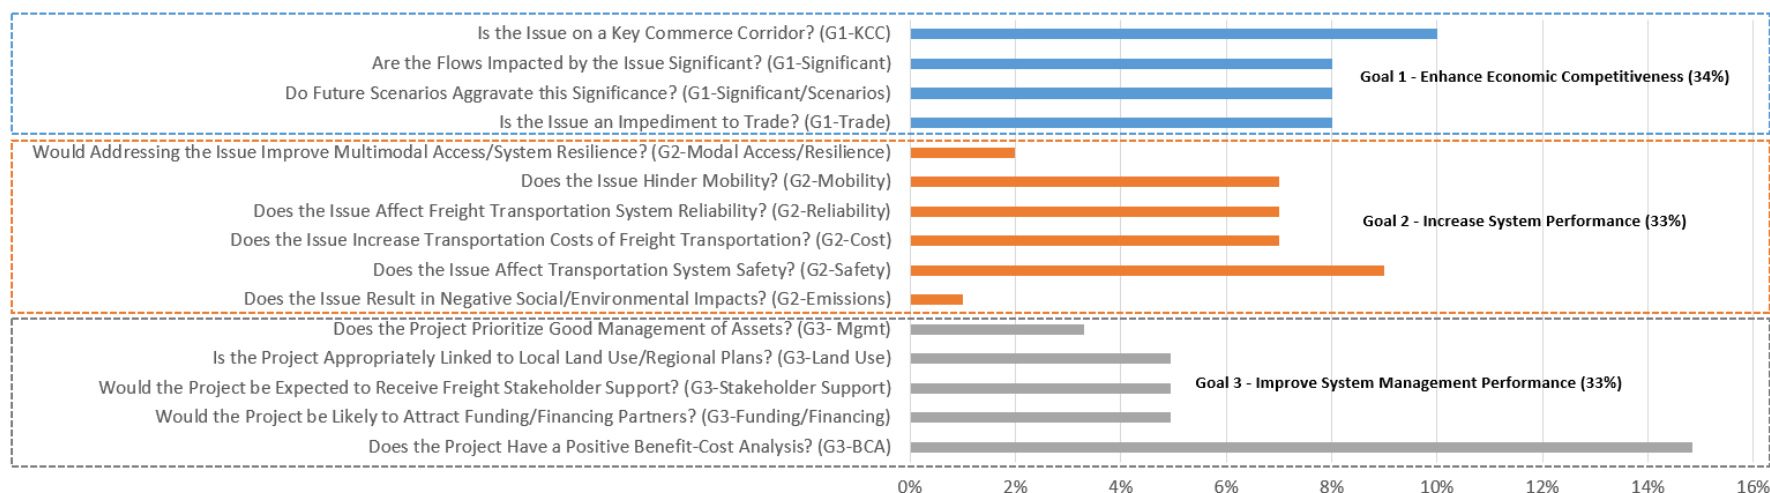 Is the Issue on a Key Commerce Corridor? (G1-KCC)
Are the Flows Impacted by the Issue Significant? (G1-Significant)
Do Future Scenarios Aggravate this Significance? (G1-Significant/Scenarios)
Is the Issue an Impediment to Trade? (G1-Trade)
Goal 1 - Enhance Economic Competitiveness (34%)
Would Addressing the Issue Improve Multimodal Access/System Resilience? (G2-Modal Access/Resilience)
Does the Issue Hinder Mobility? (G2-Mobility)
Does the Issue Affect Freight Transportation System Reliability? (G2-Reliability)
Does the Issue Increase Transportation Costs of Freight Transportation? (G2-Cost)
Does the Issue Affect Transportation System Safety? (G2-Safety)
Does the Issue Result in Negative Social/Environmental Impacts? (G2-Emissions)
Goal 2 - Increase System Performance (33%)
Does the Project Prioritize Good Management of Assets? (G3- Mgmt)
Is the Project Appropriately Linked to Local Land Use/Regional Plans? (G3-Land Use)
Would the Project be Expected to Receive Freight Stakeholder Support? (G3-Stakeholder Support)
Would the Project be Likely to Attract Funding/Financing Partners? (G3-Funding/Financing)
Does the Project Have a Positive Benefit-Cost Analysis? (G3-BCA)
Goal 3 - Improve System Management Performance (33%)
0% 2% 4% 6% 8% 10% 12% 14% 16%